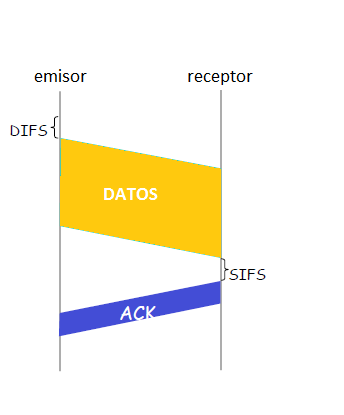 emisor
receptor
DIFS
DATOS
SIFS
ACK